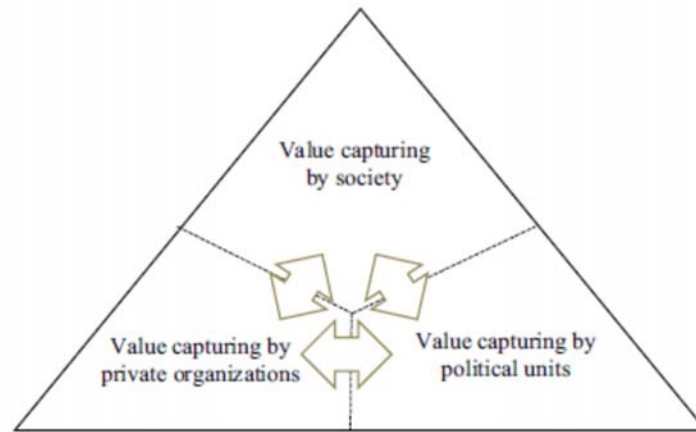 Value capturing
by society
Value capturing by
private organizations
Value capturing by
political units